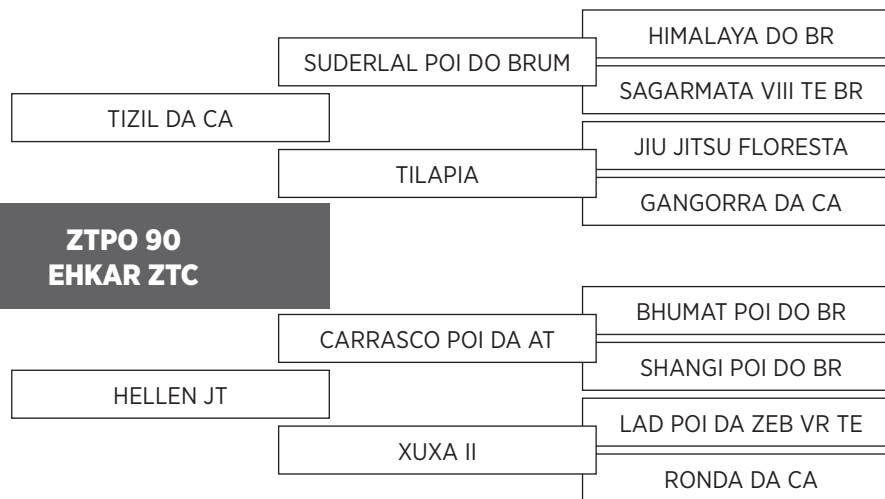 HIMALAYA DO BR
SUDERLAL POI DO BRUM
SAGARMATA VIII TE BR
TIZIL DA CA
JIU JITSU FLORESTA
TILAPIA
GANGORRA DA CA
ZTPO 90
EHKAR ZTC
BHUMAT POI DO BR
CARRASCO POI DA AT
SHANGI POI DO BR
HELLEN JT
LAD POI DA ZEB VR TE
XUXA II
RONDA DA CA